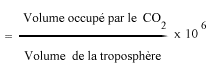 Volume occupé par le CO2
= x 10 6
Volume de la troposphère